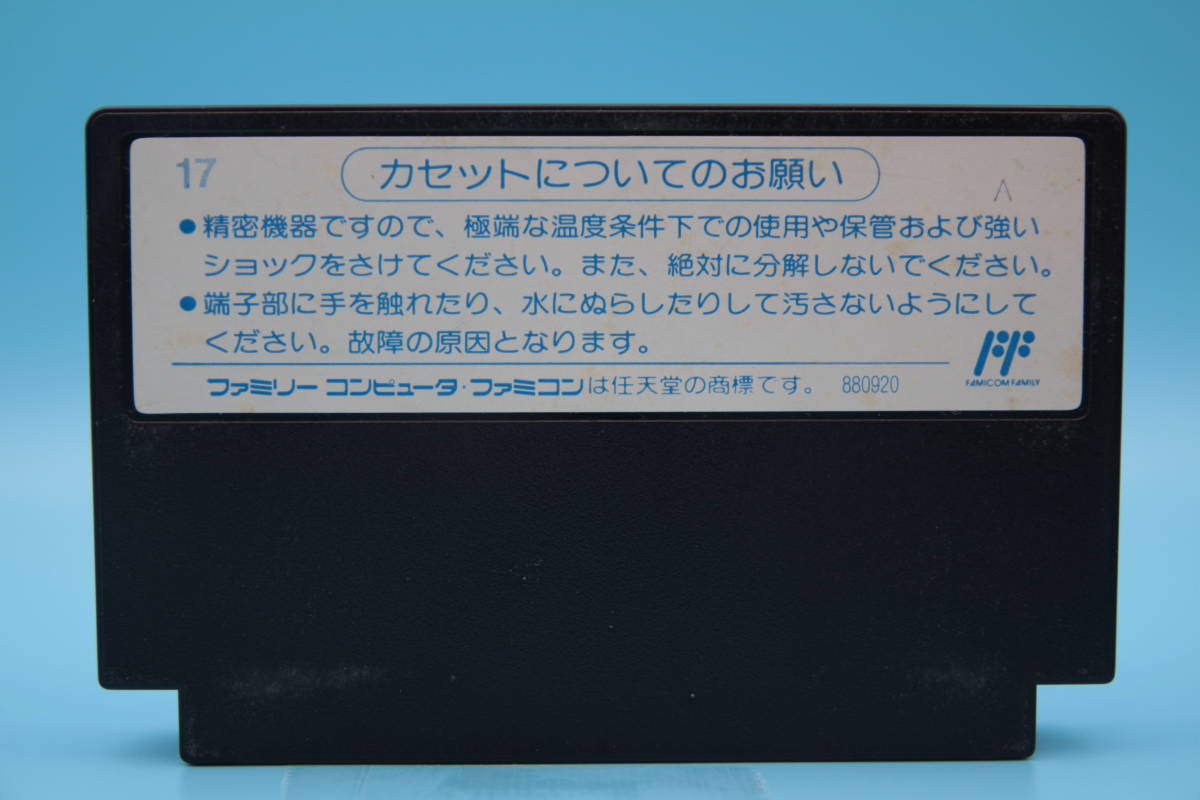 17
カセットについてのお願い
●精密機器ですので、極端な温度条件下での使用や保管および強い
ショックをさけてください。また、絶対に分解しないでください。
●端子部に手を触れたり、水にぬらしたりして汚さないようにして
ください。故障の原因となります。
FF
FAMICOM FAMILY
ファミリーコンピュータ・ファミコンは任天堂の商標です。 880920